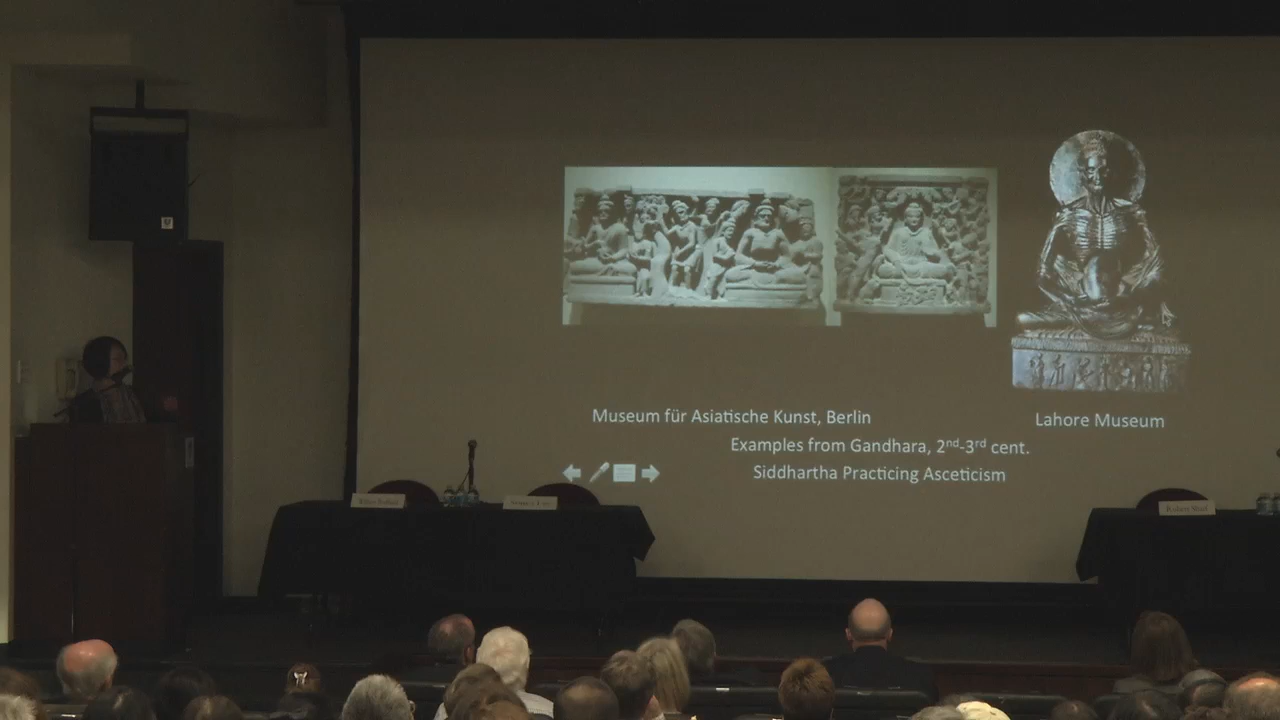 Museum für Asiatische Kunst, Berlin
Lahore Museum
Examples from Gandhara, 2nd-3rd cent.
Siddhartha Practicing Asceticism